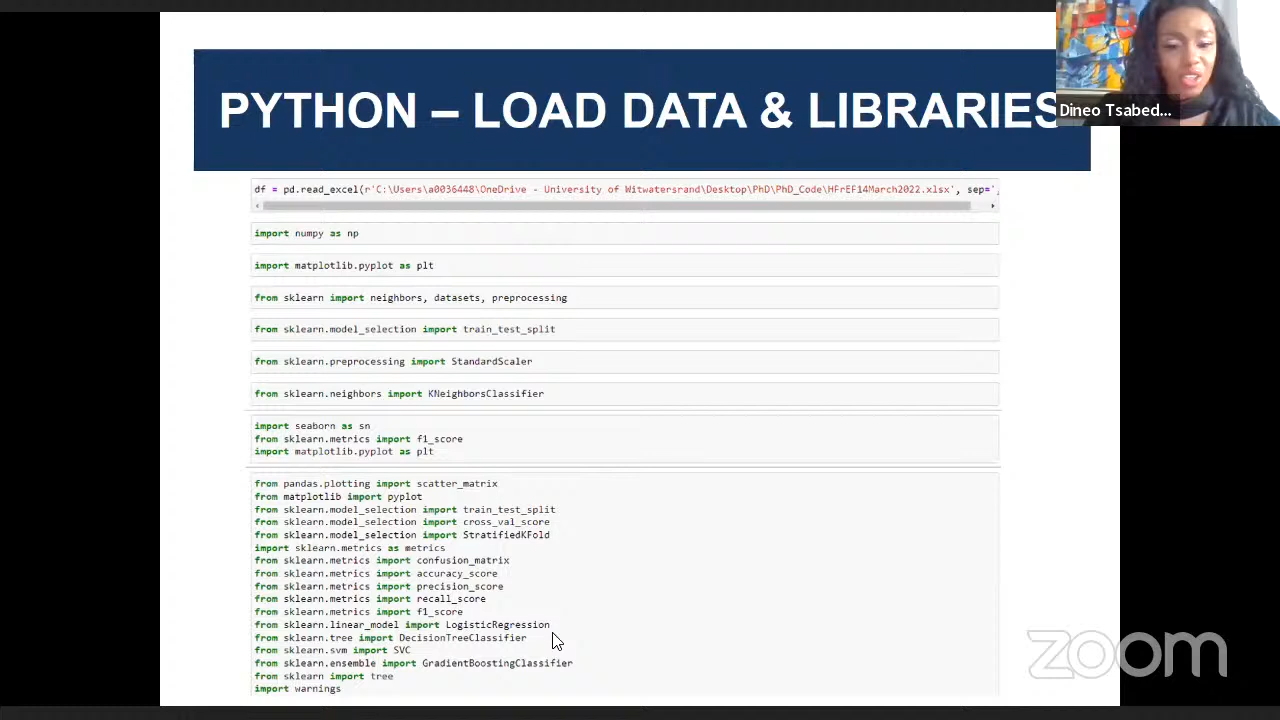 PYTHON – LOAD DATA & LIBRARIES
Dineo Tsabed...
df = pd.read_excel(r'C:\Users\a0036448\OneDrive - University of Witwatersrand\Desktop\PhD\PhD_Code\HFrEF14March2022.xlsx', sep=',
import numpy as np
import matplotlib.pyplot as plt
from sklearn import neighbors, datasets, preprocessing
from sklearn.model_selection import train_test_split
from sklearn.preprocessing import StandardScaler
from sklearn.neighbors import KNeighborsClassifier
import seaborn as sn
from sklearn.metrics import f1_score
import matplotlib.pyplot as plt
from pandas.plotting import scatter_matrix
from matplotlib import pyplot
from sklearn.model_selection import train_test_split
from sklearn.model_selection import cross_val_score
from sklearn.model_selection import StratifiedKFold
import sklearn.metrics as metrics
from sklearn.metrics import confusion_matrix
from sklearn.metrics import accuracy_score
from sklearn.metrics import precision_score
from sklearn.metrics import recall_score
from sklearn.metrics import f1_score
from sklearn.linear_model import LogisticRegression
from sklearn.tree import DecisionTreeClassifier
from sklearn.svm import SVC
from sklearn.ensemble import GradientBoostingClassifier
from sklearn import tree
import warnings
zoom